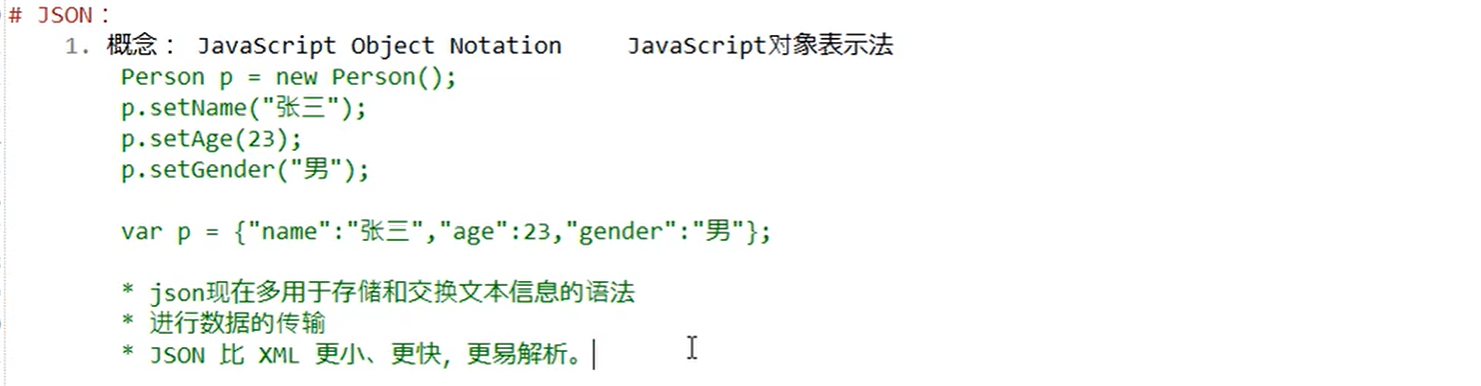 # JSON：
1. 概念： JavaScript Object Notation JavaScript对象表示法
Person p = new Person();
p.setName("张三");
p.setAge(23);
p.setGender("男");
var p = {"name":"张三","age":23,"gender":"男"};
* json现在多用于存储和交换文本信息的语法
* 进行数据的传输
* JSON 比 XML 更小、更快，更易解析。